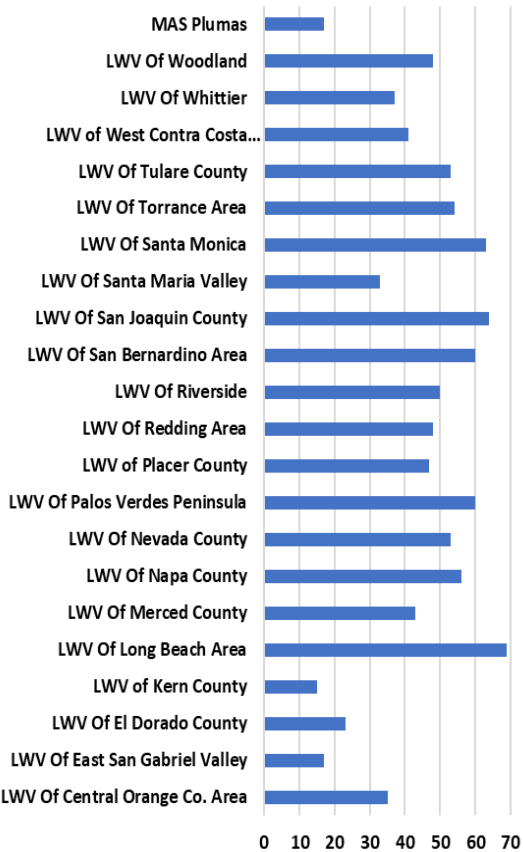 MAS Plumas
LWV Of Woodland
LWV Of Whittier
LWV of West Contra Costa...
LWV Of Tulare County
LWV Of Torrance Area
LWV Of Santa Monica
LWV Of Santa Maria Valley
LWV Of San Joaquin County
LWV Of San Bernardino Area
LWV Of Riverside
LWV Of Redding Area
LWV of Placer County
LWV Of Palos Verdes Peninsula
LWV Of Nevada County
LWV Of Napa County
LWV Of Merced County
LWV Of Long Beach Area
LWV of Kern County
LWV Of El Dorado County
LWV Of East San Gabriel Valley
LWV Of Central Orange Co. Area
0 10 20 30 40 50 60 70